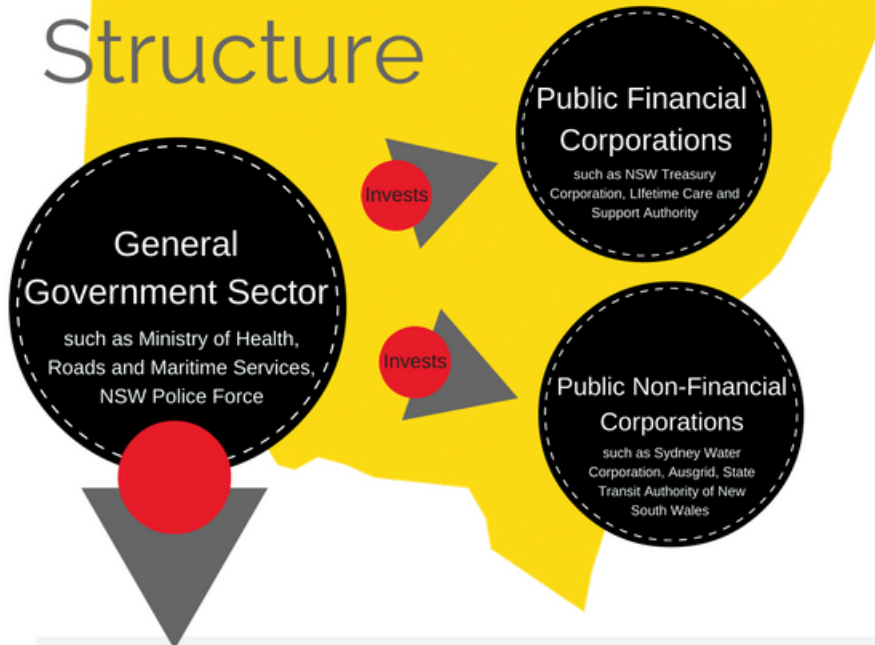 Structure
Public Financial
Corporations
such as NSW Treasury
Corporation, LIfetime Care and
Support Authority
Invests
General
Government Sector
such as Ministry of Health,
Roads and Maritime Services,
NSW Police Force
Invests
Public Non-Financial
Corporations
such as Sydney Water
Corporation, Ausgrid, State
Transit Authority of New
South Wales